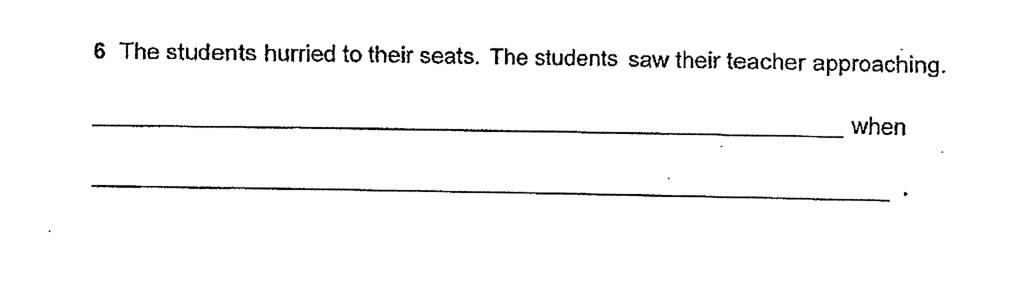 6 The students hurried to their seats. The students saw their teacher approaching.
when
.